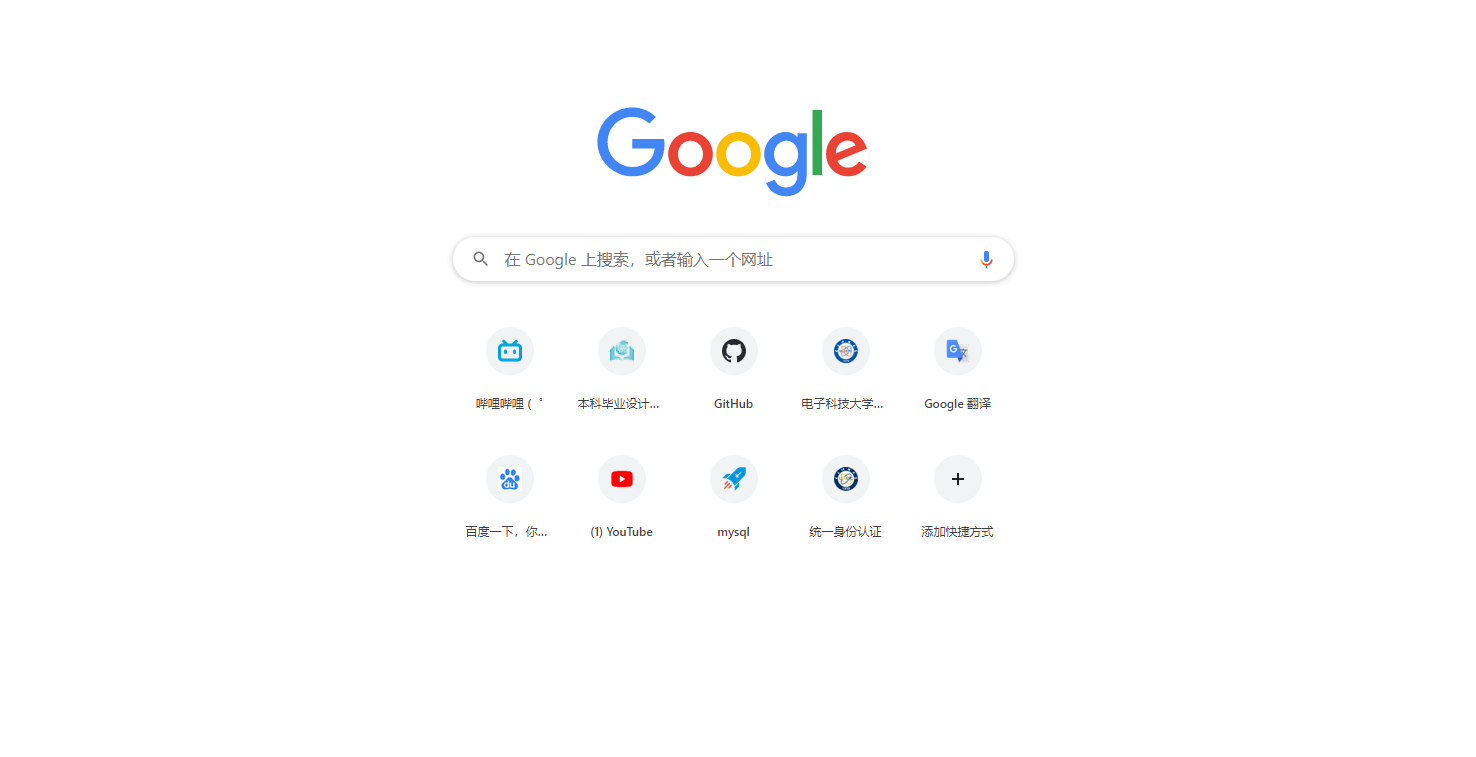 Google
在 Google 上搜索，或者输入一个网址
哔哩哔哩 ( ゜
本科毕业设计...
GitHub
电子科技大学...
Google 翻译
百度一下，你...
(1) YouTube
mysql
统一身份认证
添加快捷方式